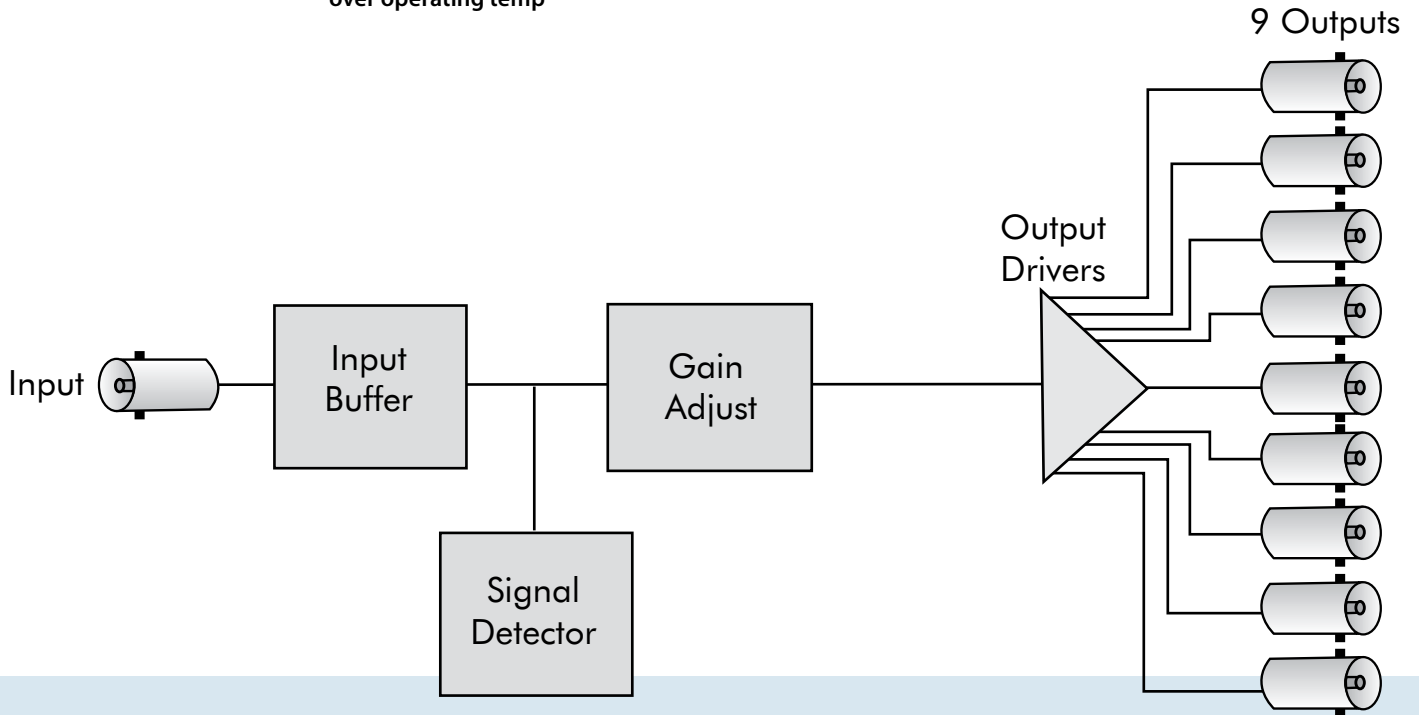 over operating temp
9 Outputs
Output
Drivers
Input
Input
Buffer
Gain
Adjust
Signal
Detector